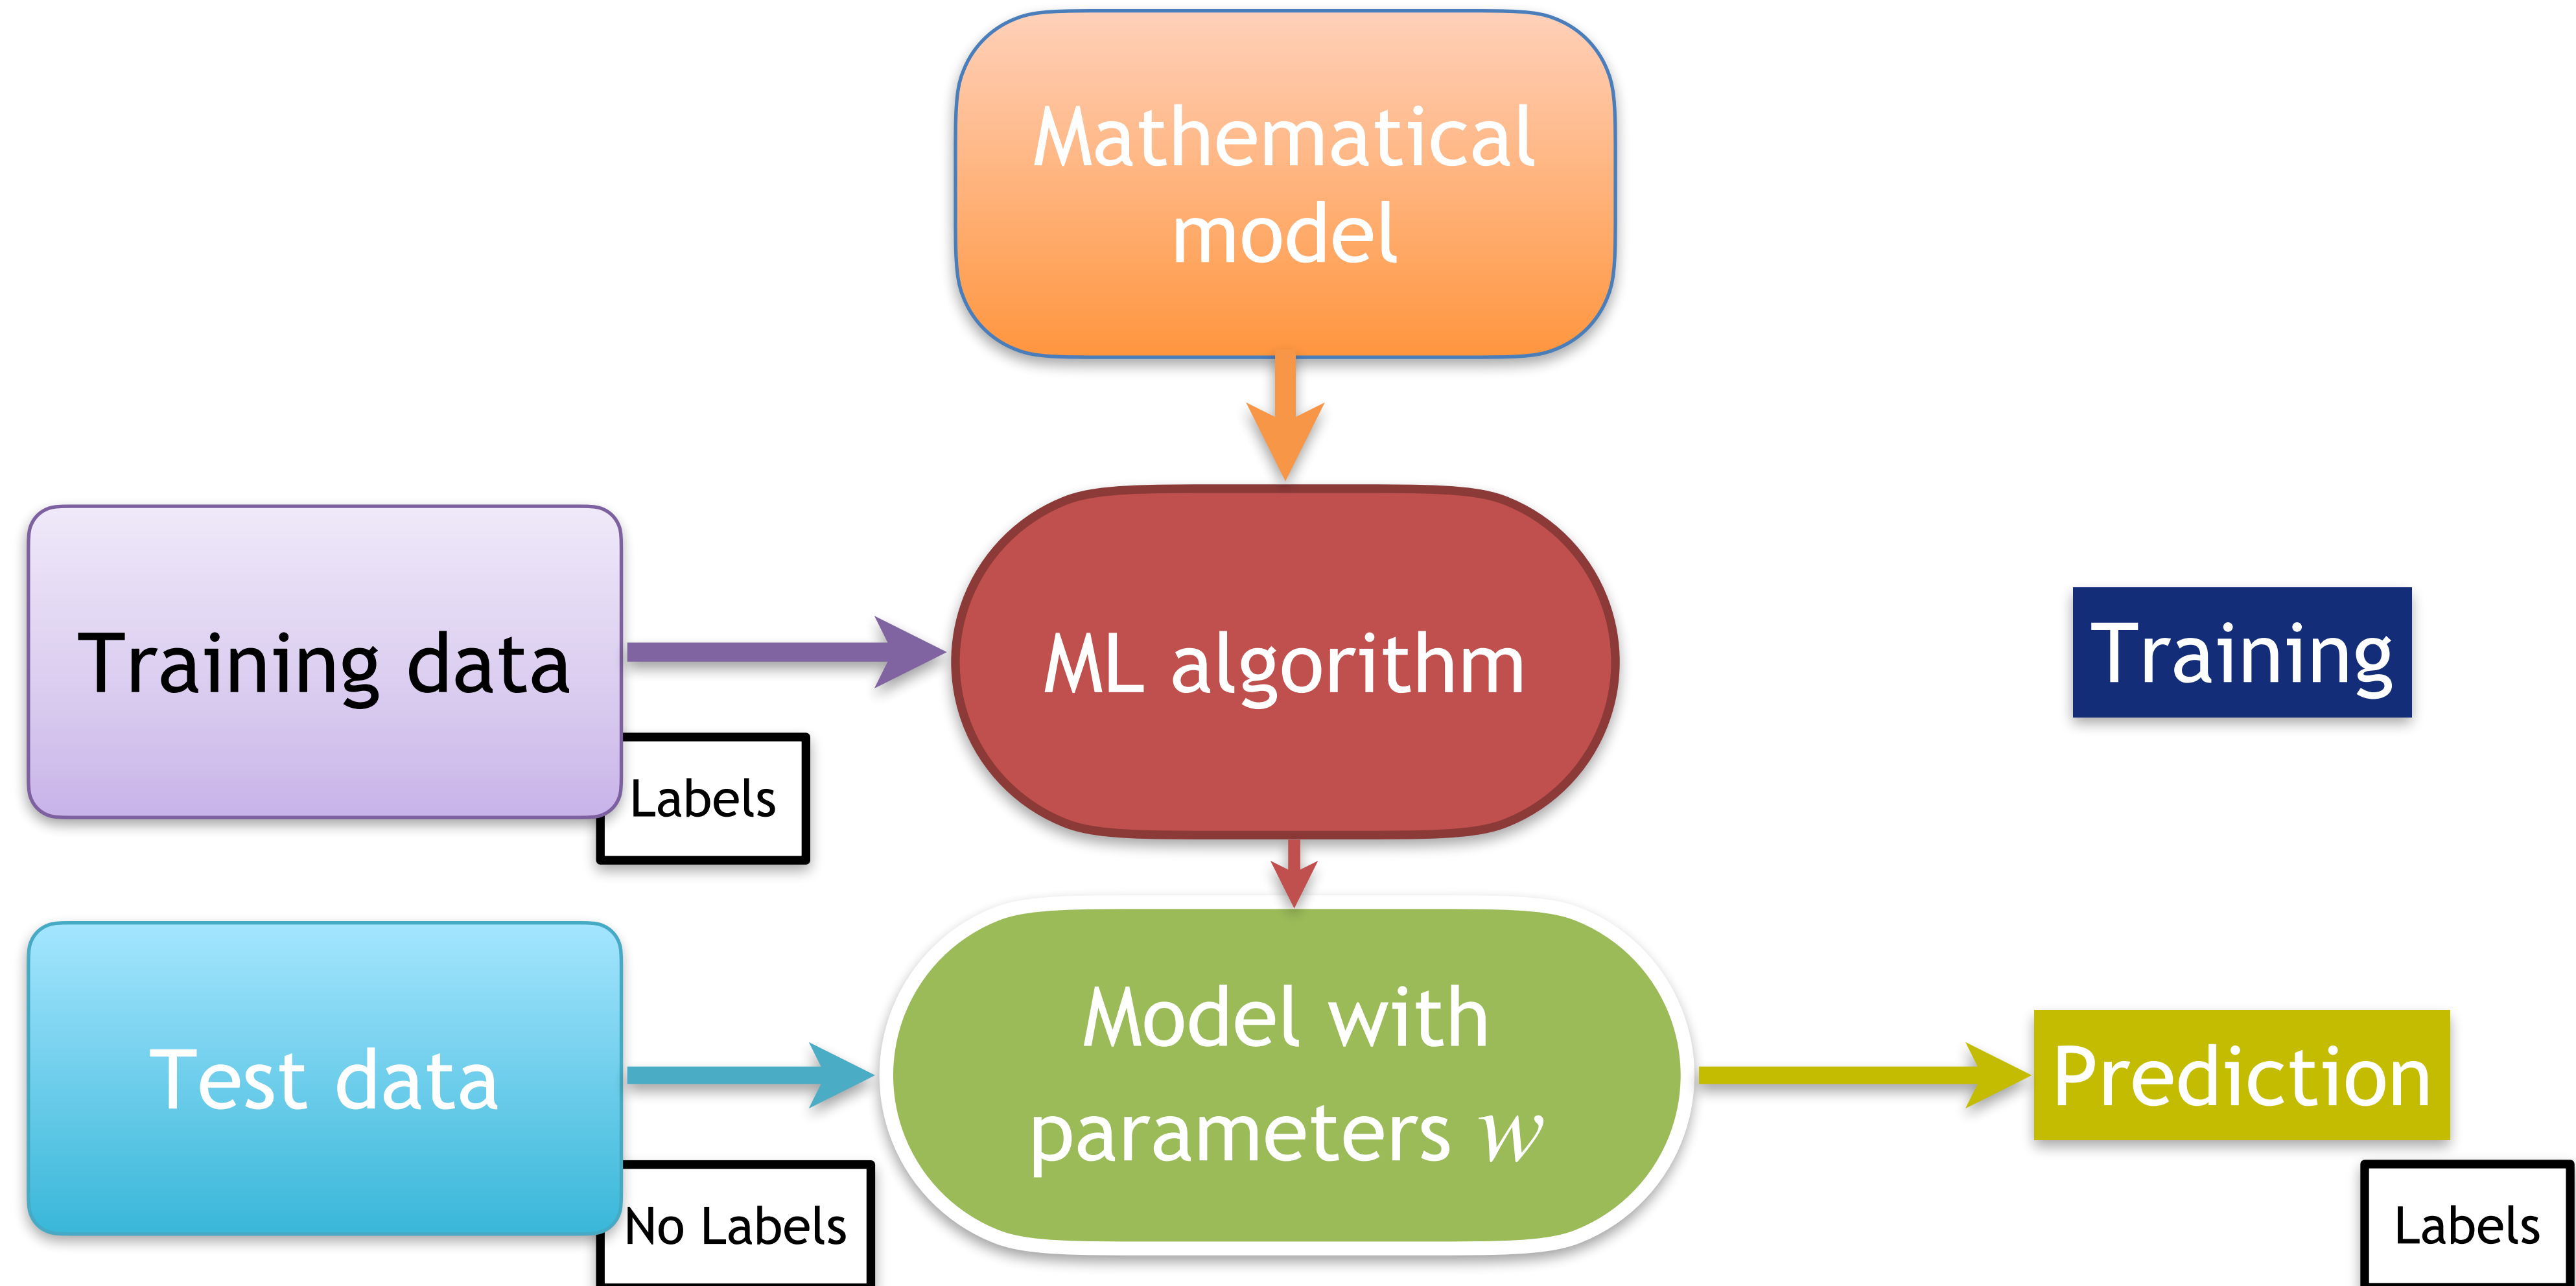 Mathematical
model
Training data
ML algorithm
Training
Labels
Test data
Model with
parameters w
Prediction
No Labels
Labels